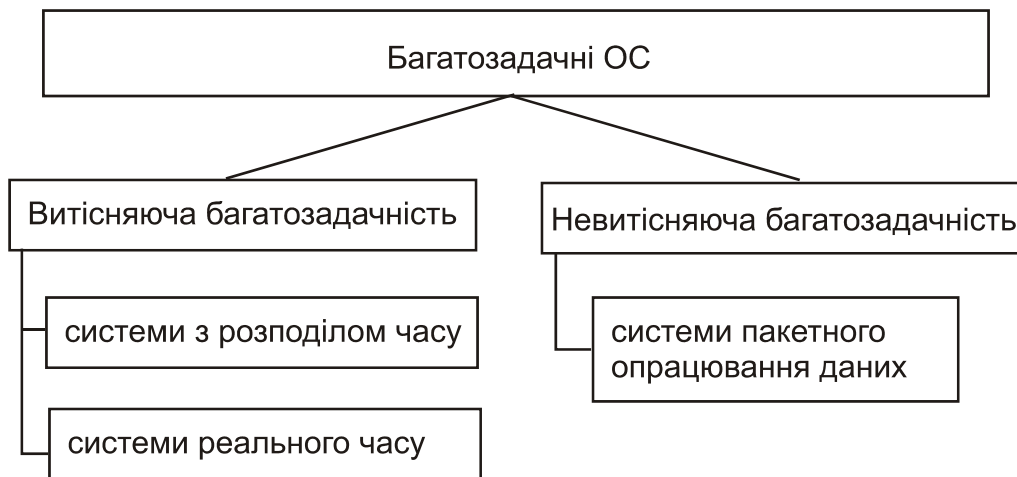 Багатозадачні ОС
Витісняюча багатозадачність
Невитісняюча багатозадачність
системи з розподілом часу
системи реального часу
системи пакетного
опрацювання даних